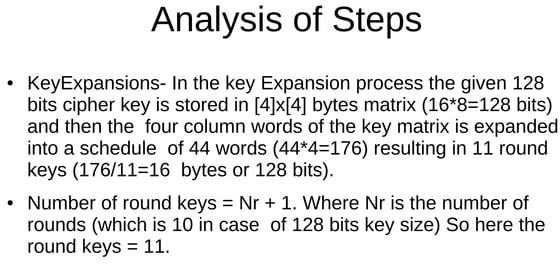 Analysis of Steps
• KeyExpansions- In the key Expansion process the given 128
bits cipher key is stored in [4]x[4] bytes matrix (16*8=128 bits)
and then the  four column words of the key matrix is expanded
into a schedule  of 44 words (44*4=176) resulting in 11 round
keys (176/11=16  bytes or 128 bits).
• Number of round keys = Nr + 1. Where Nr is the number of
rounds (which is 10 in case  of 128 bits key size) So here the
round keys = 11.